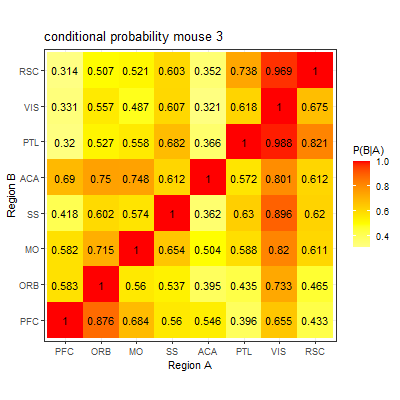 conditional probability mouse 3
RSC 0.314 0.507 0.521 0.603 0.352 0.738 0.969 1
VIS 0.331 0.557 0.487 0.607 0.321 0.618 1 0.675
PTL 0.32 0.527 0.558 0.682 0.366 1 0.988 0.821
ACA 0.69 0.75 0.748 0.612 1 0.572 0.801 0.612
SS 0.418 0.602 0.574 1 0.362 0.63 0.896 0.62
MO 0.582 0.715 1 0.654 0.504 0.588 0.82 0.611
ORB 0.583 1 0.56 0.537 0.395 0.435 0.733 0.465
PFC 1 0.876 0.684 0.56 0.546 0.396 0.655 0.433
PFC ORB MO SS ACA PTL VIS RSC
Region A
Region B
P(B|A)
1.0
0.8
0.6
0.4